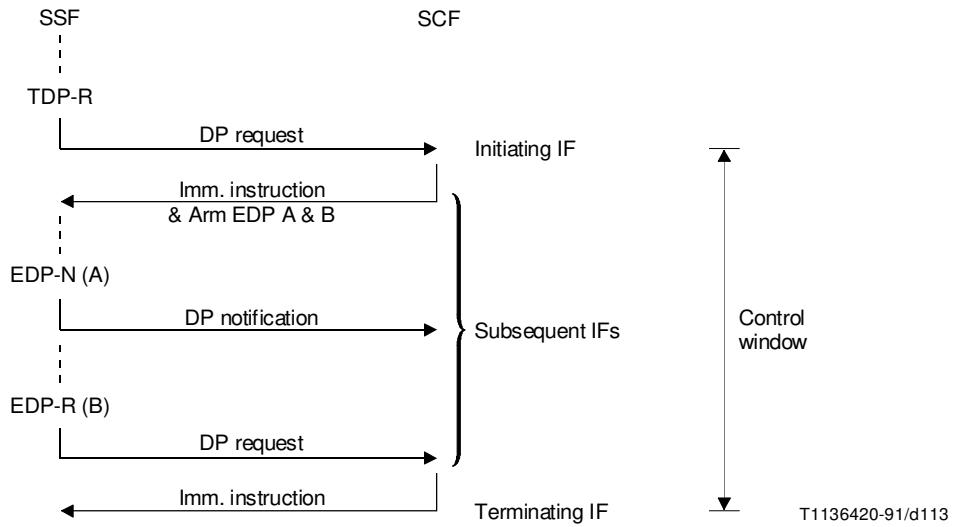 SSF
SCF
TDP-R
DP request
Initiating IF
Imm. instruction
& Arm EDP A & B
EDP-N (A)
DP notification
Subsequent IFs
Control
window
EDP-R (B)
DP request
Imm. instruction
Terminating IF
T1136420-91/d113